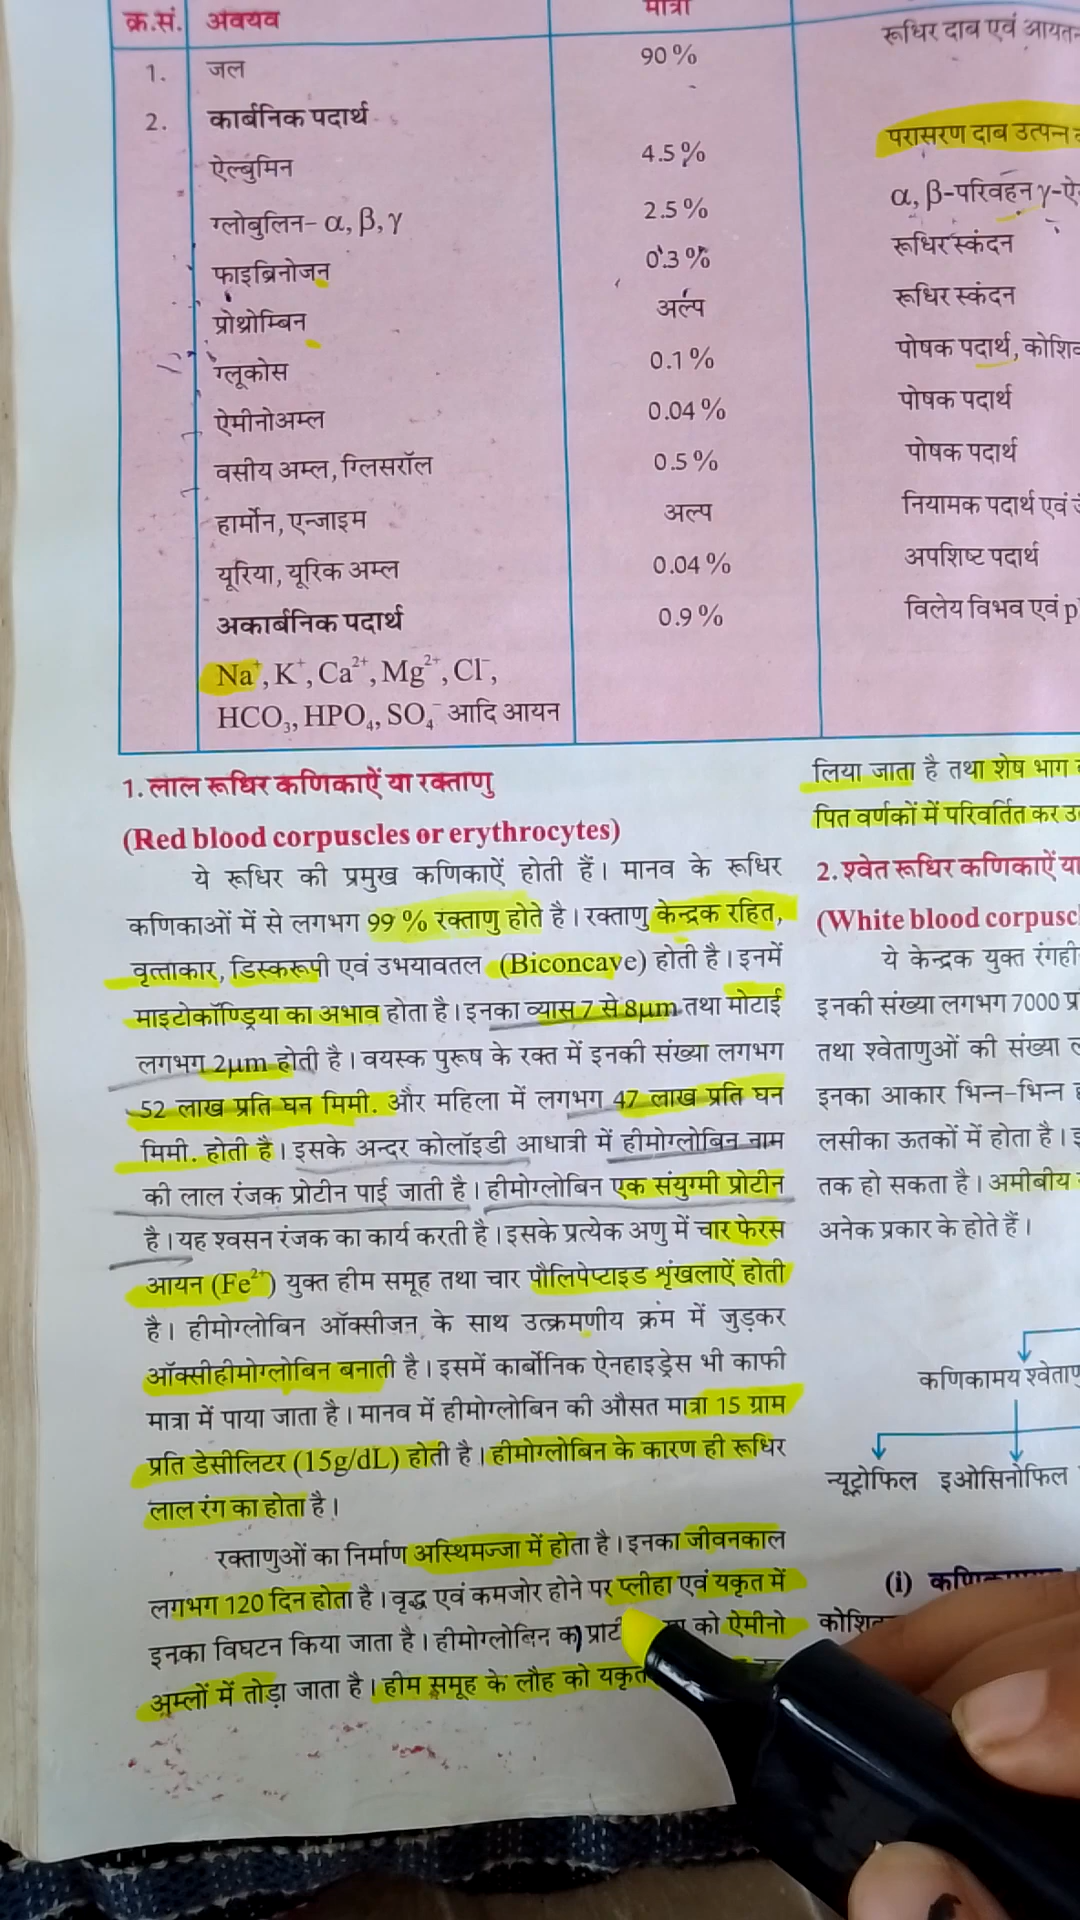 क्र.सं. अवयव मात्रा
1. जल 90% रूधिर दाब एवं आयतन
2. कार्बनिक पदार्थ
ऐल्बुमिन 4.5% परासरण दाब उत्पन्न
ग्लोबुलिन- α, β, γ 2.5% α, β-परिवहन γ-
फाइब्रिनोजन 0.3% रूधिर स्कंदन
प्रोथ्रोम्बिन अल्प रूधिर स्कंदन
ग्लूकोस 0.1% पोषक पदार्थ,
ऐमीनोअम्ल 0.04% पोषक पदार्थ
वसीय अम्ल, ग्लिसरॉल 0.5% पोषक पदार्थ
हार्मोन, एन्जाइम अल्प नियामक पदार्थ एवं
यूरिया, यूरिक अम्ल 0.04% अपशिष्ट पदार्थ
अकार्बनिक पदार्थ 0.9% विलेय विभव एवं p
Na⁺, K⁺, Ca²⁺, Mg²⁺, Cl⁻,
HCO₃, HPO₄, SO₄⁻ आदि आयन
1. लाल रूधिर कणिकाऐं या रक्ताणु
(Red blood corpuscles or erythrocytes)
ये रूधिर की प्रमुख कणिकाऐं होती हैं। मानव के रूधिर
कणिकाओं में से लगभग 99 % रक्ताणु होते है। रक्ताणु केन्द्रक रहित,
वृत्ताकार, डिस्करूपी एवं उभयावतल (Biconcave) होती है। इनमें
माइटोकॉण्ड्रिया का अभाव होता है। इनका व्यास 7 से 8μm तथा मोटाई
लगभग 2μm होती है। वयस्क पुरूष के रक्त में इनकी संख्या लगभग
52 लाख प्रति घन मिमी. और महिला में लगभग 47 लाख प्रति घन
मिमी. होती है। इसके अन्दर कोलॉइडी आधात्री में हीमोग्लोबिन नाम
की लाल रंजक प्रोटीन पाई जाती है। हीमोग्लोबिन एक संयुग्मी प्रोटीन
है। यह श्वसन रंजक का कार्य करती है। इसके प्रत्येक अणु में चार फेरस
आयन (Fe²⁺) युक्त हीम समूह तथा चार पौलिपेप्टाइड शृंखलाऐं होती
है। हीमोग्लोबिन ऑक्सीजन के साथ उत्क्रमणीय क्रम में जुड़कर
ऑक्सीहीमोग्लोबिन बनाती है। इसमें कार्बोनिक ऐनहाइड्रेस भी काफी
मात्रा में पाया जाता है। मानव में हीमोग्लोबिन की औसत मात्रा 15 ग्राम
प्रति डेसीलिटर (15g/dL) होती है। हीमोग्लोबिन के कारण ही रूधिर
लाल रंग का होता है।
रक्ताणुओं का निर्माण अस्थिमज्जा में होता है। इनका जीवनकाल
लगभग 120 दिन होता है। वृद्ध एवं कमजोर होने पर प्लीहा एवं यकृत में
इनका विघटन किया जाता है। हीमोग्लोबिन को ऐमीनो
अम्लों में तोड़ा जाता है। हीम समूह के लौह को यकृत
लिया जाता है तथा शेष भाग
पित वर्णकों में परिवर्तित कर
2. श्वेत रूधिर कणिकाऐं या
(White blood
ये केन्द्रक युक्त
इनकी संख्या लगभग 7000
तथा श्वेताणुओं की संख्या
इनका आकार भिन्न-भिन्न
लसीका ऊतकों में होता है।
तक हो सकता है। अमीबीय
अनेक प्रकार के होते हैं।
कणिकामय
न्यूट्रोफिल इओसिनोफिल
(i)